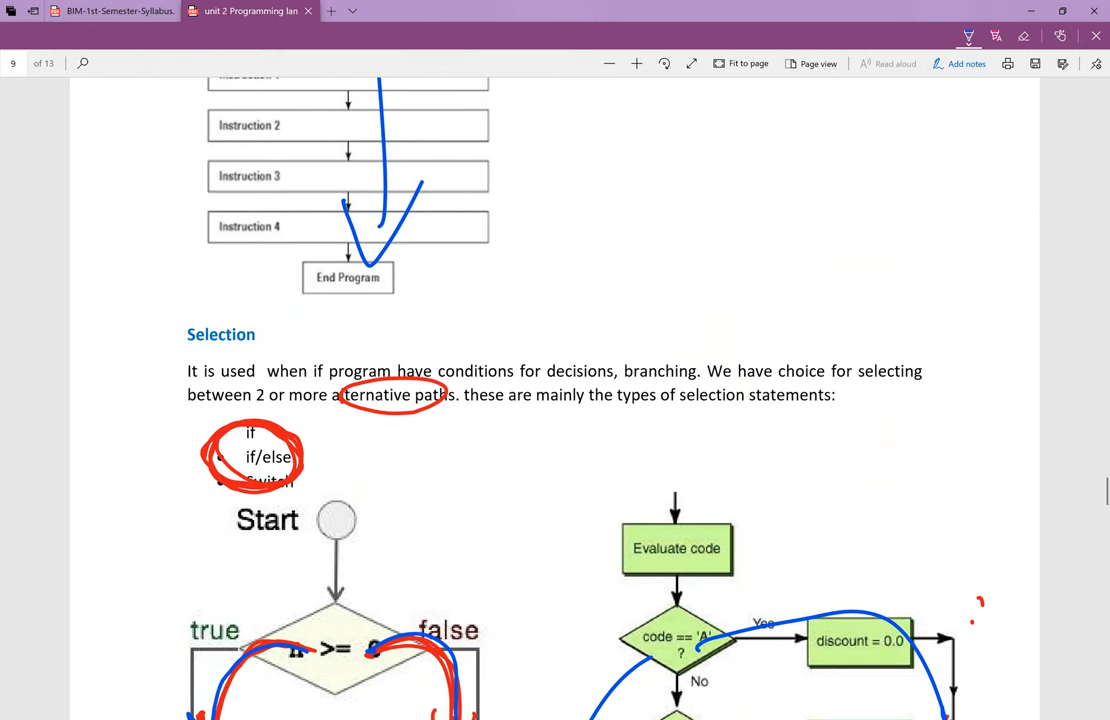 BIM-1st-Semester-Syllabus.
unit 2 Programming lan
9 of 13
Fit to page
Page view
Read aloud
Add notes
Instruction 2
Instruction 3
Instruction 4
End Program
Selection
It is used when if program have conditions for decisions, branching. We have choice for selecting
between 2 or more alternative paths. these are mainly the types of selection statements:
if
if/else
Switch
Start
true
>=
false
Evaluate code
code == 'A'
?
Yes
discount = 0.0
No